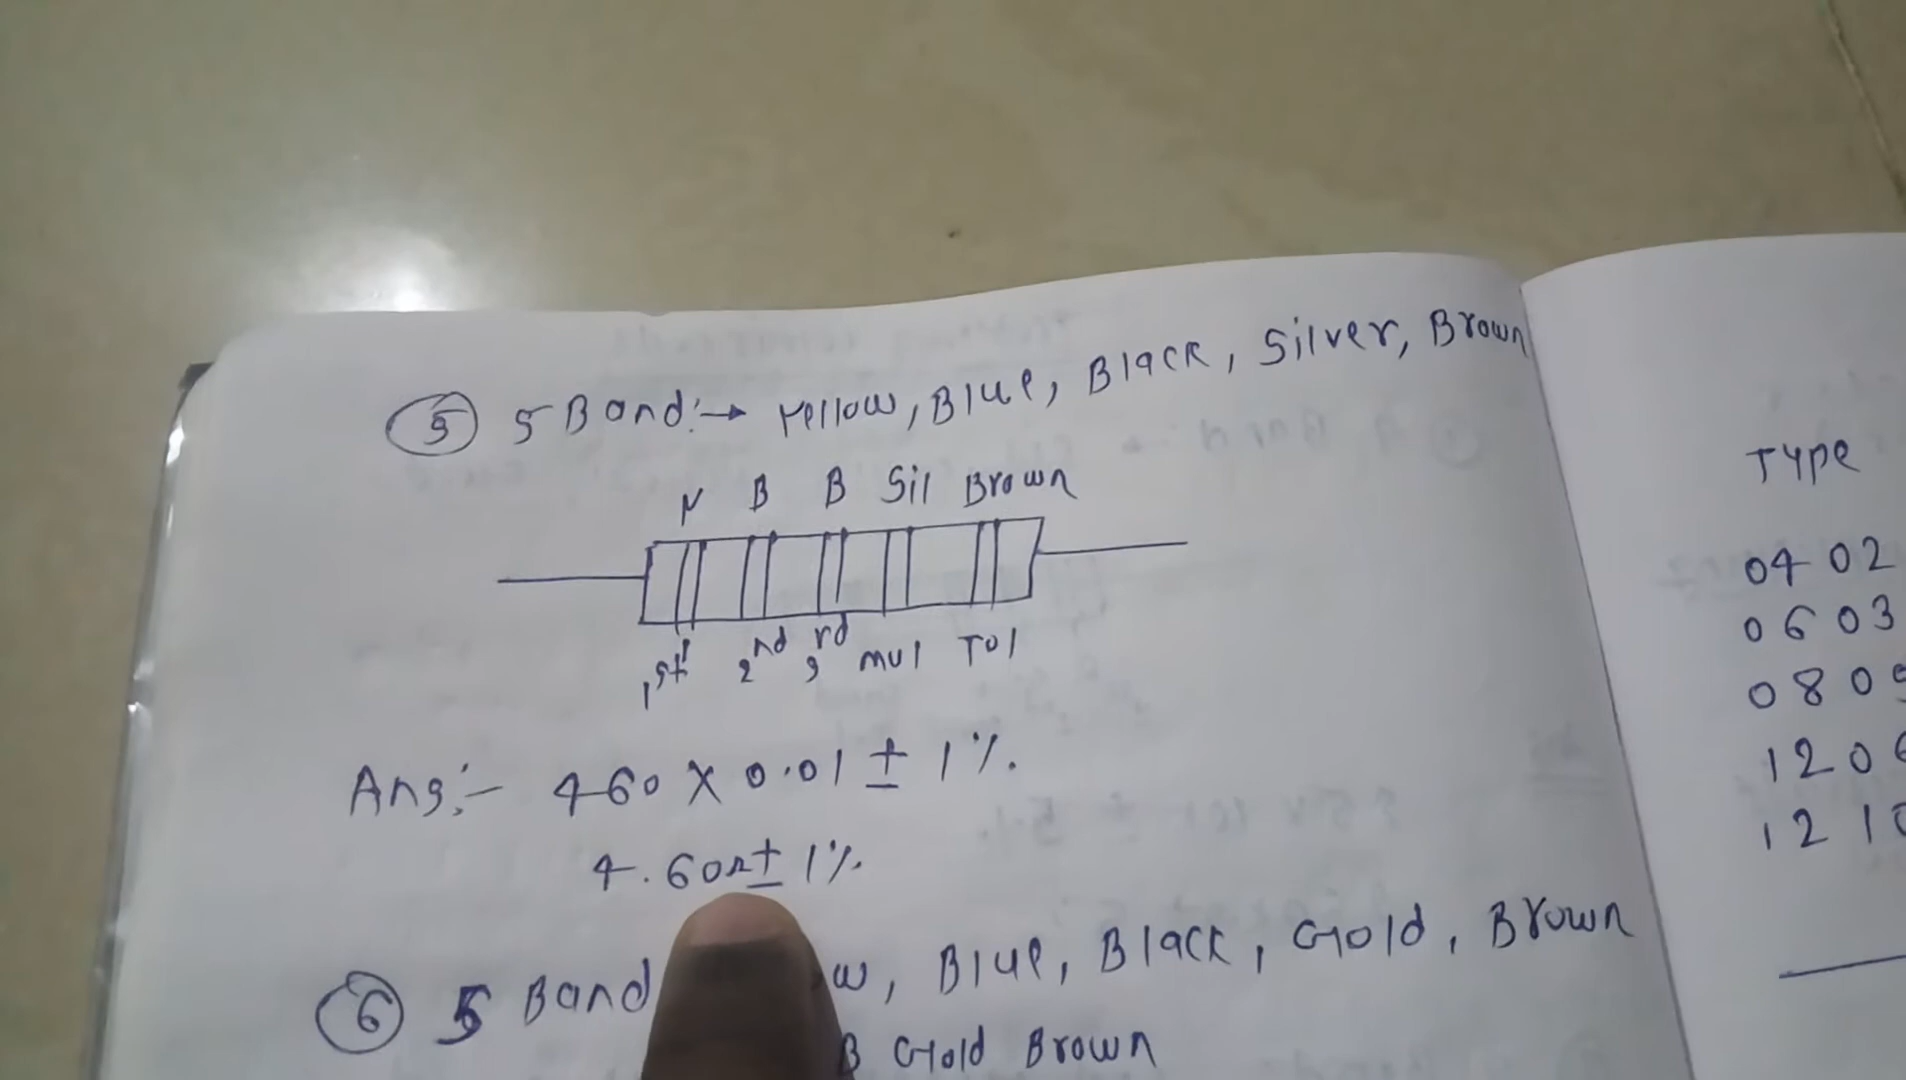 5 5 Band:→ Yellow, Blue, Black, Silver, Brown
Y B B Sil Brown
1st 2nd 3rd mul Tol
Ans:- 460 X 0.01 ± 1%.
4.60Ω± 1%.
6 5 Band w, Blue, Black, Gold, Brown
B Gold Brown
Type
0402
0603
080
120
121